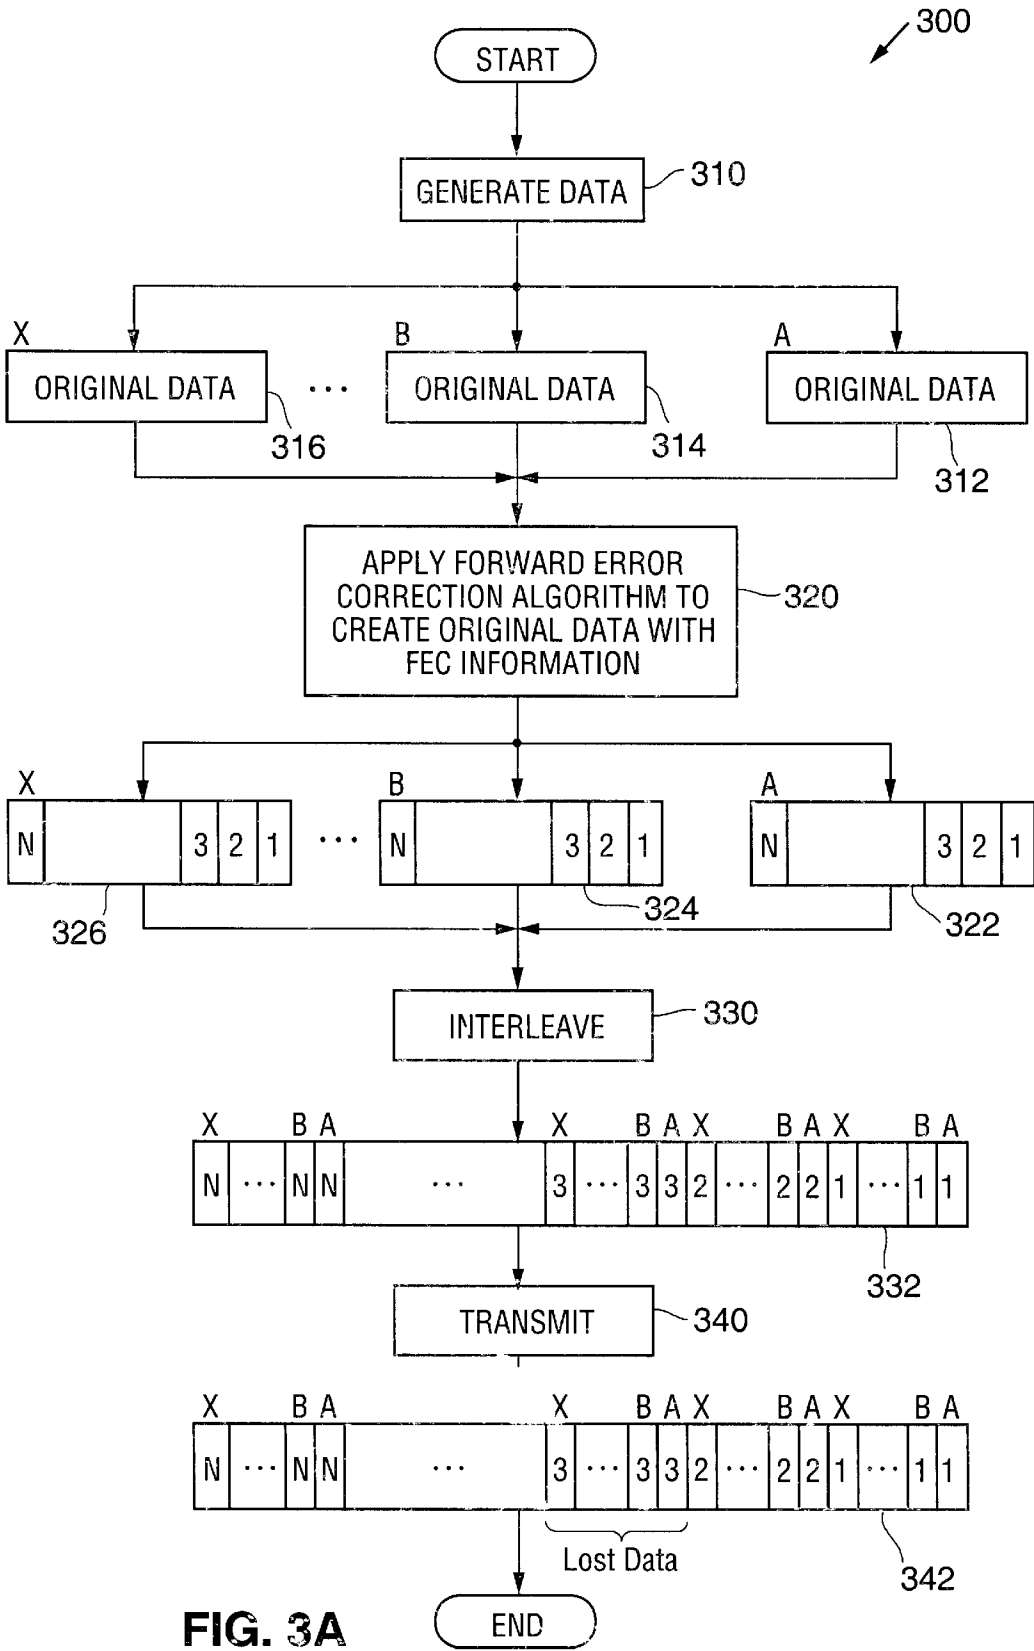 300
START
GENERATE DATA
310
X B A
ORIGINAL DATA ... ORIGINAL DATA ORIGINAL DATA
316 314 312
APPLY FORWARD ERROR
CORRECTION ALGORITHM TO
CREATE ORIGINAL DATA WITH
FEC INFORMATION
320
X B A
N 3 2 1 ... N 3 2 1 N 3 2 1
326 324 322
INTERLEAVE
330
X B A X B A X B A X B A
N ... N N ... 3 ... 3 3 2 ... 2 2 1 ... 1 1
332
TRANSMIT
340
X B A X B A X B A X B A
N ... N N ... 3 ... 3 3 2 ... 2 2 1 ... 1 1
Lost Data
342
END
FIG. 3A